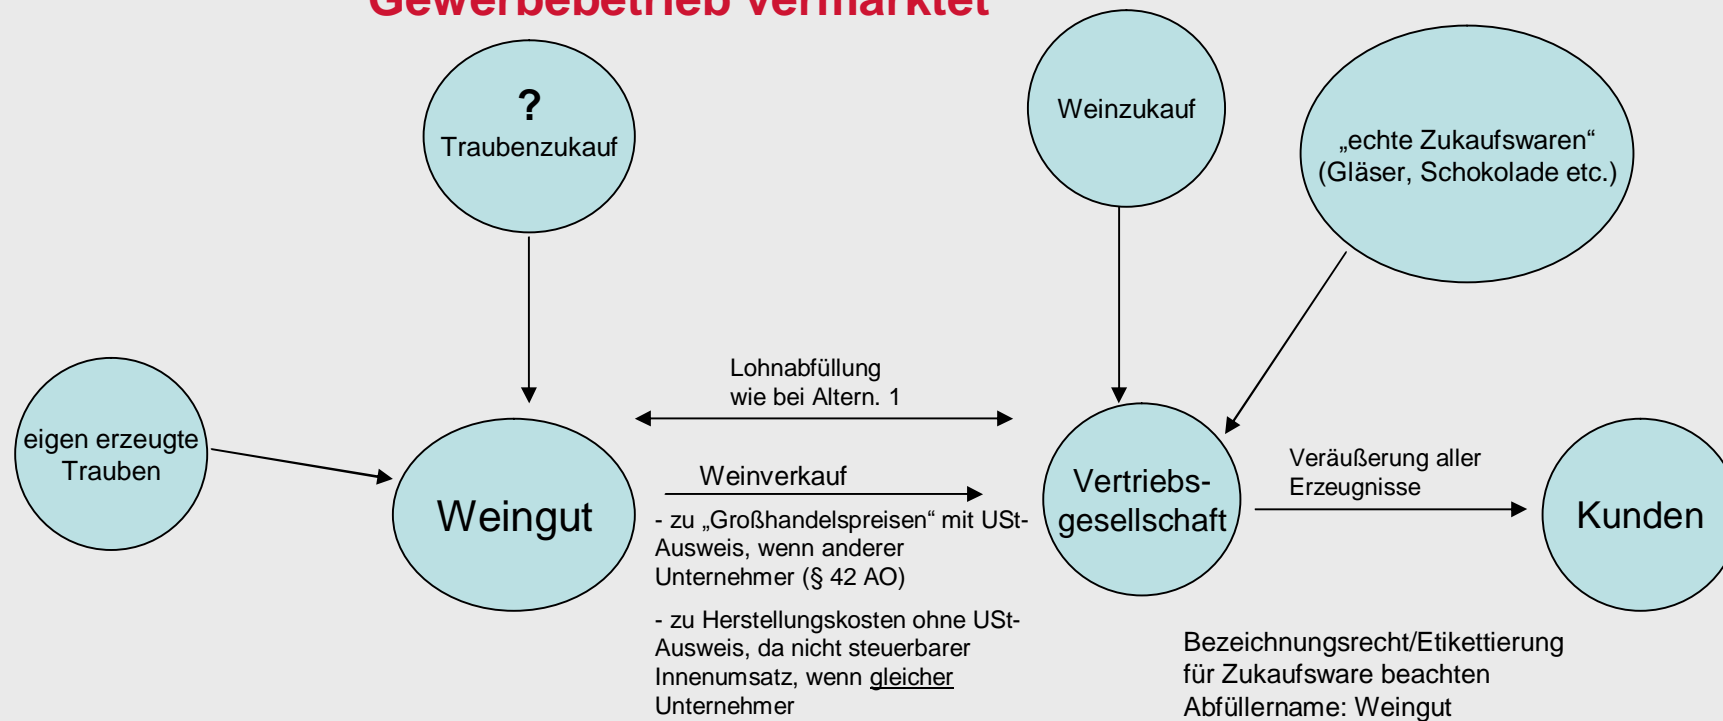 Gewerbebetrieb vermarktet
?
Traubenzukauf
Weinzukauf
„echte Zukaufswaren“
(Gläser, Schokolade etc.)
eigen erzeugte
Trauben
Weingut
Lohnabfüllung
wie bei Altern. 1
Weinverkauf
- zu „Großhandelspreisen“ mit USt-
Ausweis, wenn anderer
Unternehmer (§ 42 AO)
- zu Herstellungskosten ohne USt-
Ausweis, da nicht steuerbarer
Innenumsatz, wenn gleicher
Unternehmer
Vertriebs-
gesellschaft
Veräußerung aller
Erzeugnisse
Kunden
Bezeichnungsrecht/Etikettierung
für Zukaufsware beachten
Abfüllername: Weingut